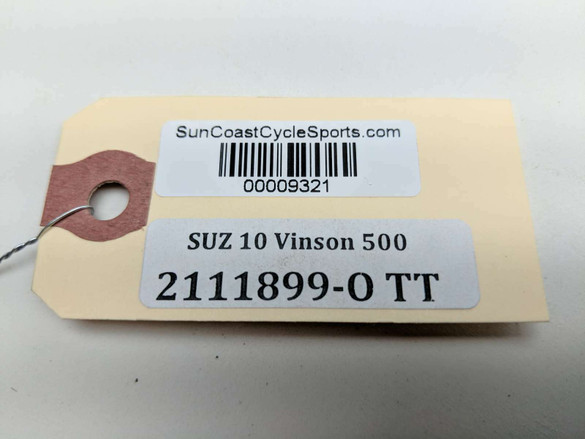 SunCoastCycleSports.com
00009321
SUZ 10 Vinson 500
2111899-O TT